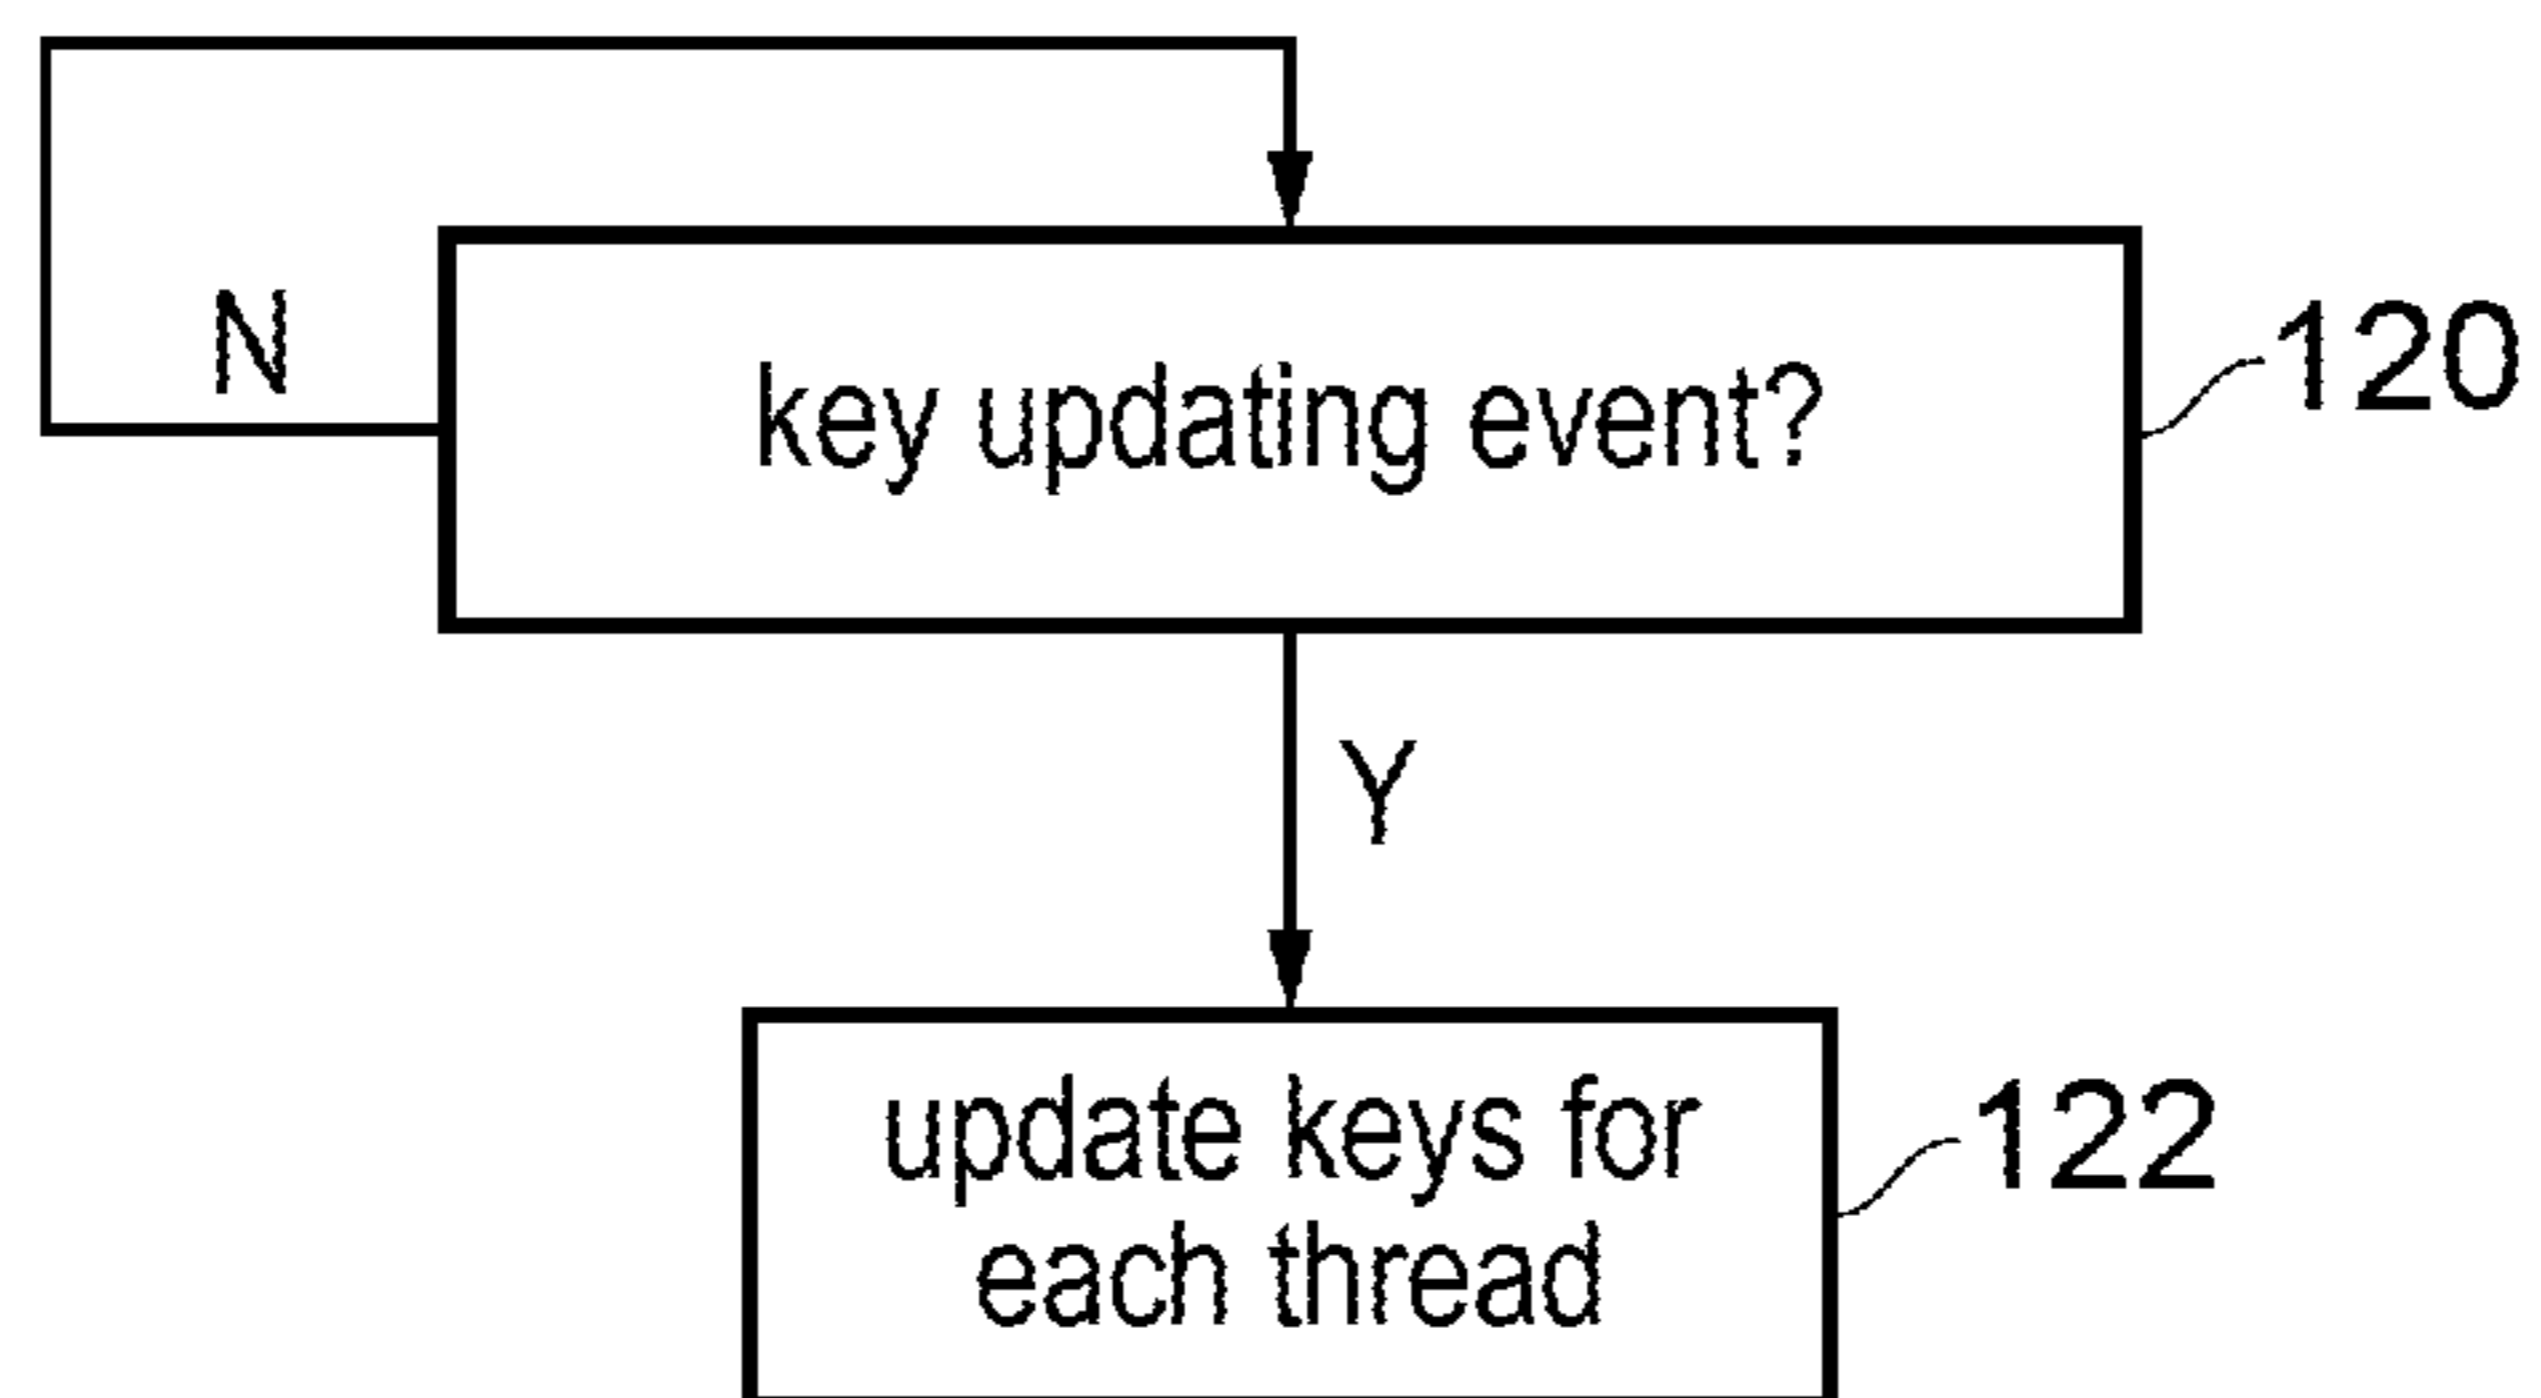 N
key updating event?
120
Y
update keys for
each thread
122